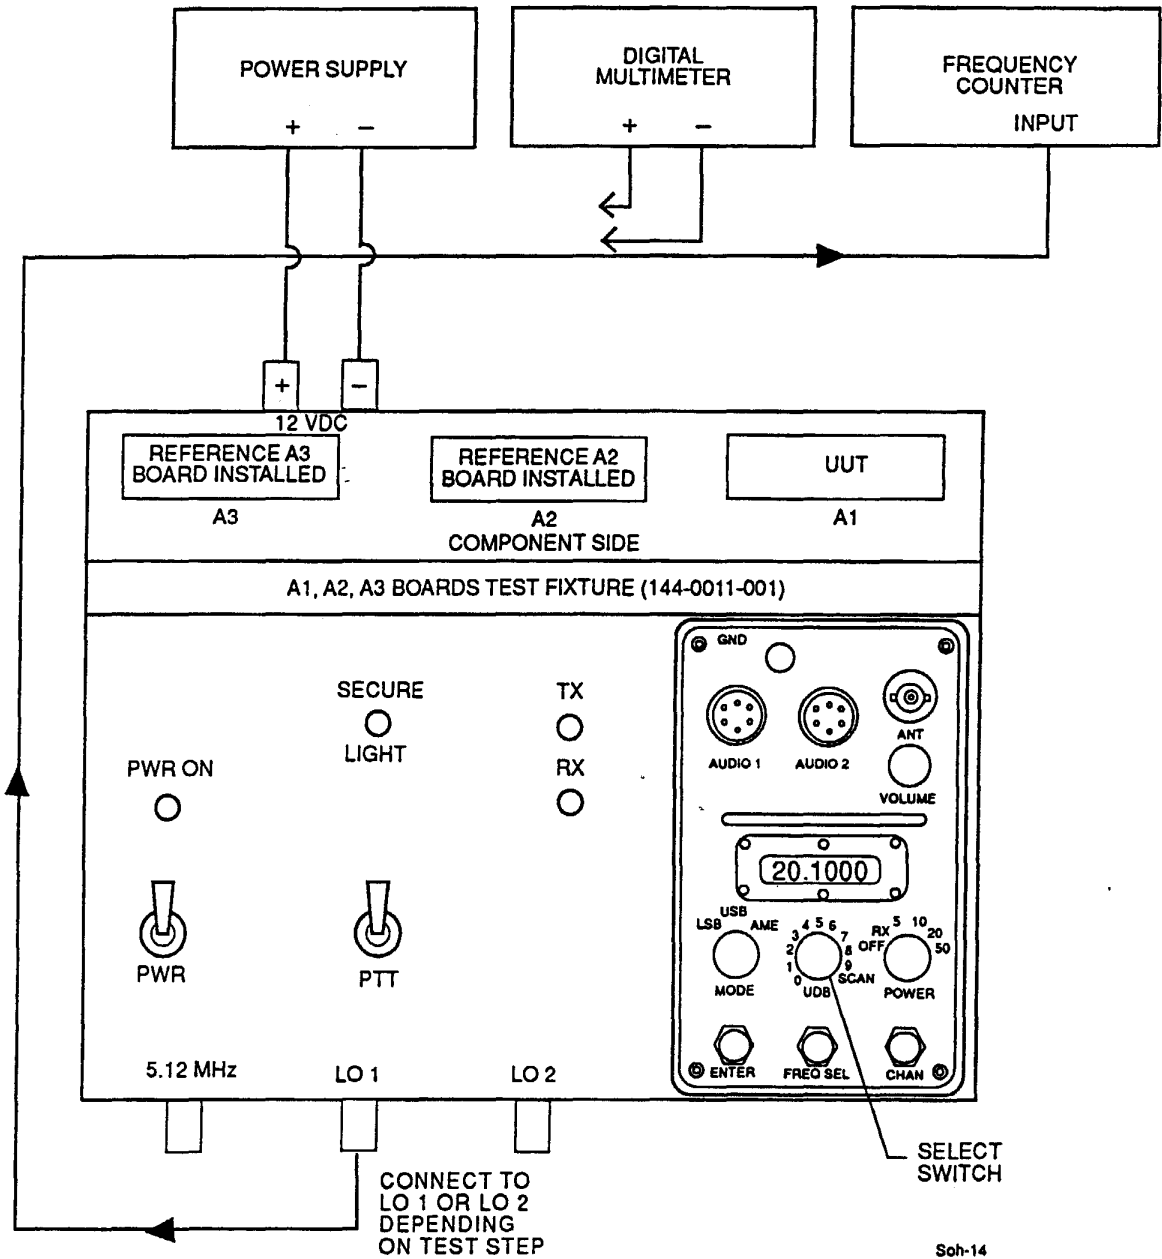 POWER SUPPLY
+ −
DIGITAL
MULTIMETER
+ −
FREQUENCY
COUNTER
INPUT
+ −
12 VDC
REFERENCE A3
BOARD INSTALLED
A3
REFERENCE A2
BOARD INSTALLED
A2
UUT
A1
COMPONENT SIDE
A1, A2, A3 BOARDS TEST FIXTURE (144-0011-001)
SECURE
LIGHT
TX
RX
PWR ON
PWR
PTT
5.12 MHz
LO 1
LO 2
GND
AUDIO 1
AUDIO 2
ANT
VOLUME
20.1000
LSB
USB
AME
MODE
0 1 2 3 4 5 6 7 8 9
SCAN
UDB
OFF
RX
5 10 20 50
POWER
ENTER
FREQ SEL
CHAN
SELECT
SWITCH
CONNECT TO
LO 1 OR LO 2
DEPENDING
ON TEST STEP
Soh-14